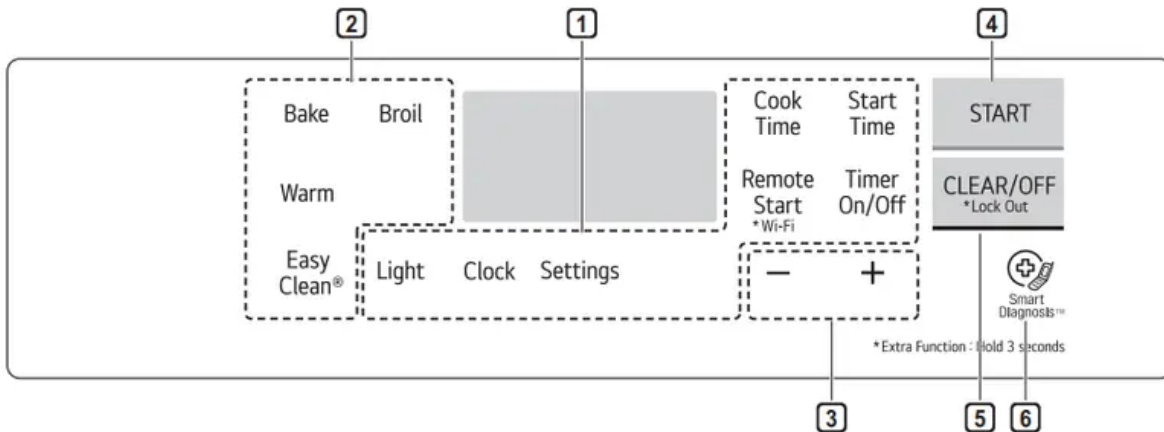 2
1
4
Bake
Broil
Cook
Time
Start
Time
START
Warm
Remote
Start
*Wi-Fi
Timer
On/Off
CLEAR/OFF
*Lock Out
Easy
Clean®
Light
Clock
Settings
−
+
Smart
Diagnosis™
*Extra Function : Hold 3 seconds
3
5
6